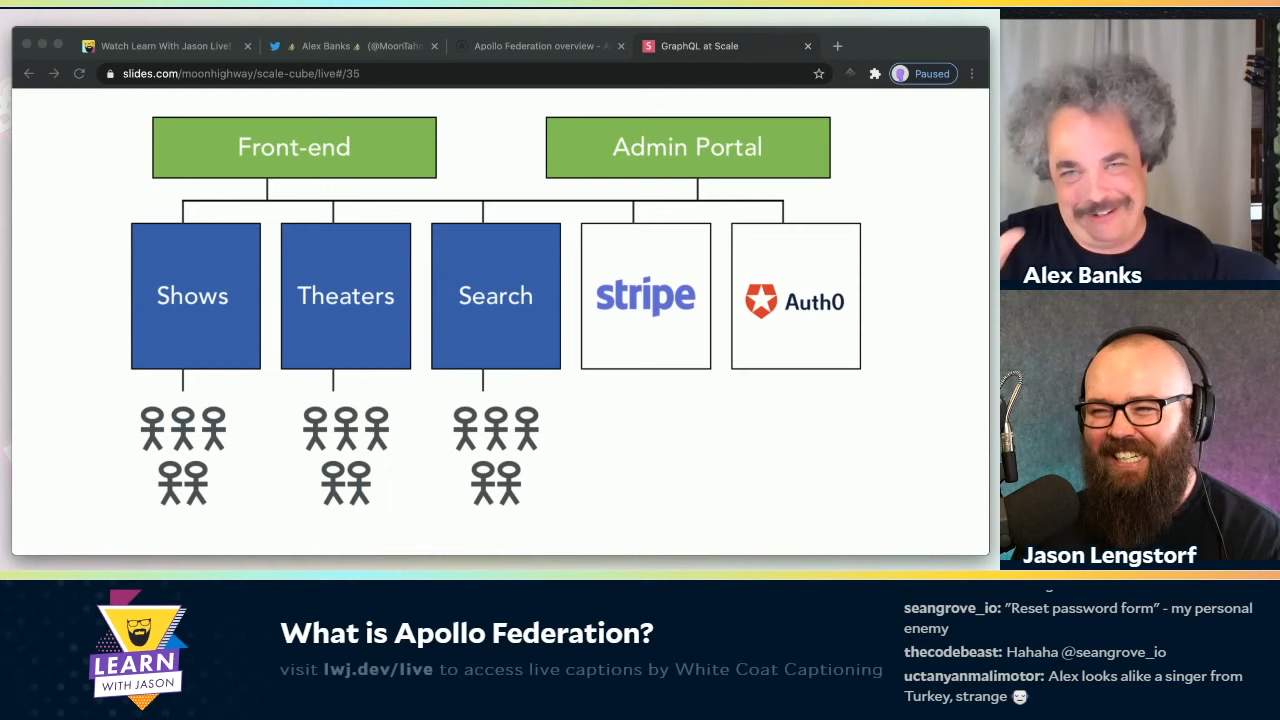 Watch Learn With Jason Live!
Alex Banks (@MoonTaho
Apollo Federation overview - A
GraphQL at Scale
slides.com/moonhighway/scale-cube/live#/35
Paused
Front-end
Admin Portal
Shows
Theaters
Search
stripe
Auth0
Alex Banks
Jason Lengstorf
LEARN
WITH JASON
What is Apollo Federation?
visit lwj.dev/live to access live captions by White Coat Captioning
seangrove_io: "Reset password form" - my personal
enemy
thecodebeast: Hahaha @seangrove_io
uctanyanmalimotor: Alex looks alike a singer from
Turkey, strange